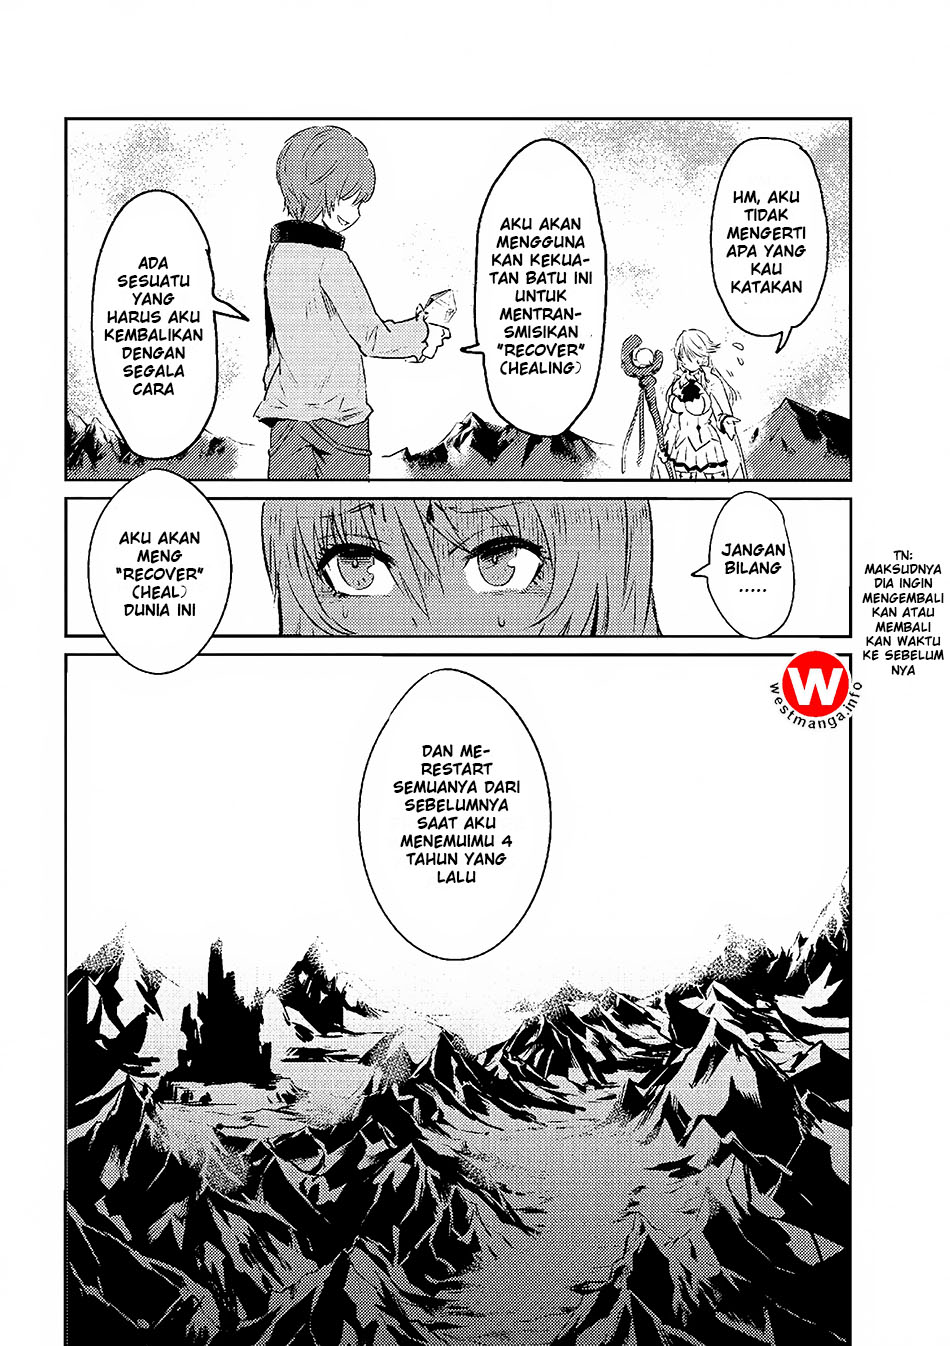 HM, AKU
TIDAK
MENGERTI
APA YANG
KAU
KATAKAN
AKU AKAN
MENGGUNA
KAN KEKUA-
TAN BATU INI
UNTUK
MENTRAN-
SMISIKAN
"RECOVER"
(HEALING)
ADA
SESUATU
YANG
HARUS AKU
KEMBALIKAN
DENGAN
SEGALA
CARA
JANGAN
BILANG
.....
AKU AKAN
MENG
"RECOVER"
(HEAL)
DUNIA INI
TN:
MAKSUDNYA
DIA INGIN
MENGEMBALI
KAN ATAU
MEMBALI
KAN WAKTU
KE SEBELUM
NYA
W
westmanga.info
DAN ME-
RESTART
SEMUANYA DARI
SEBELUMNYA
SAAT AKU
MENEMUIMU 4
TAHUN YANG
LALU